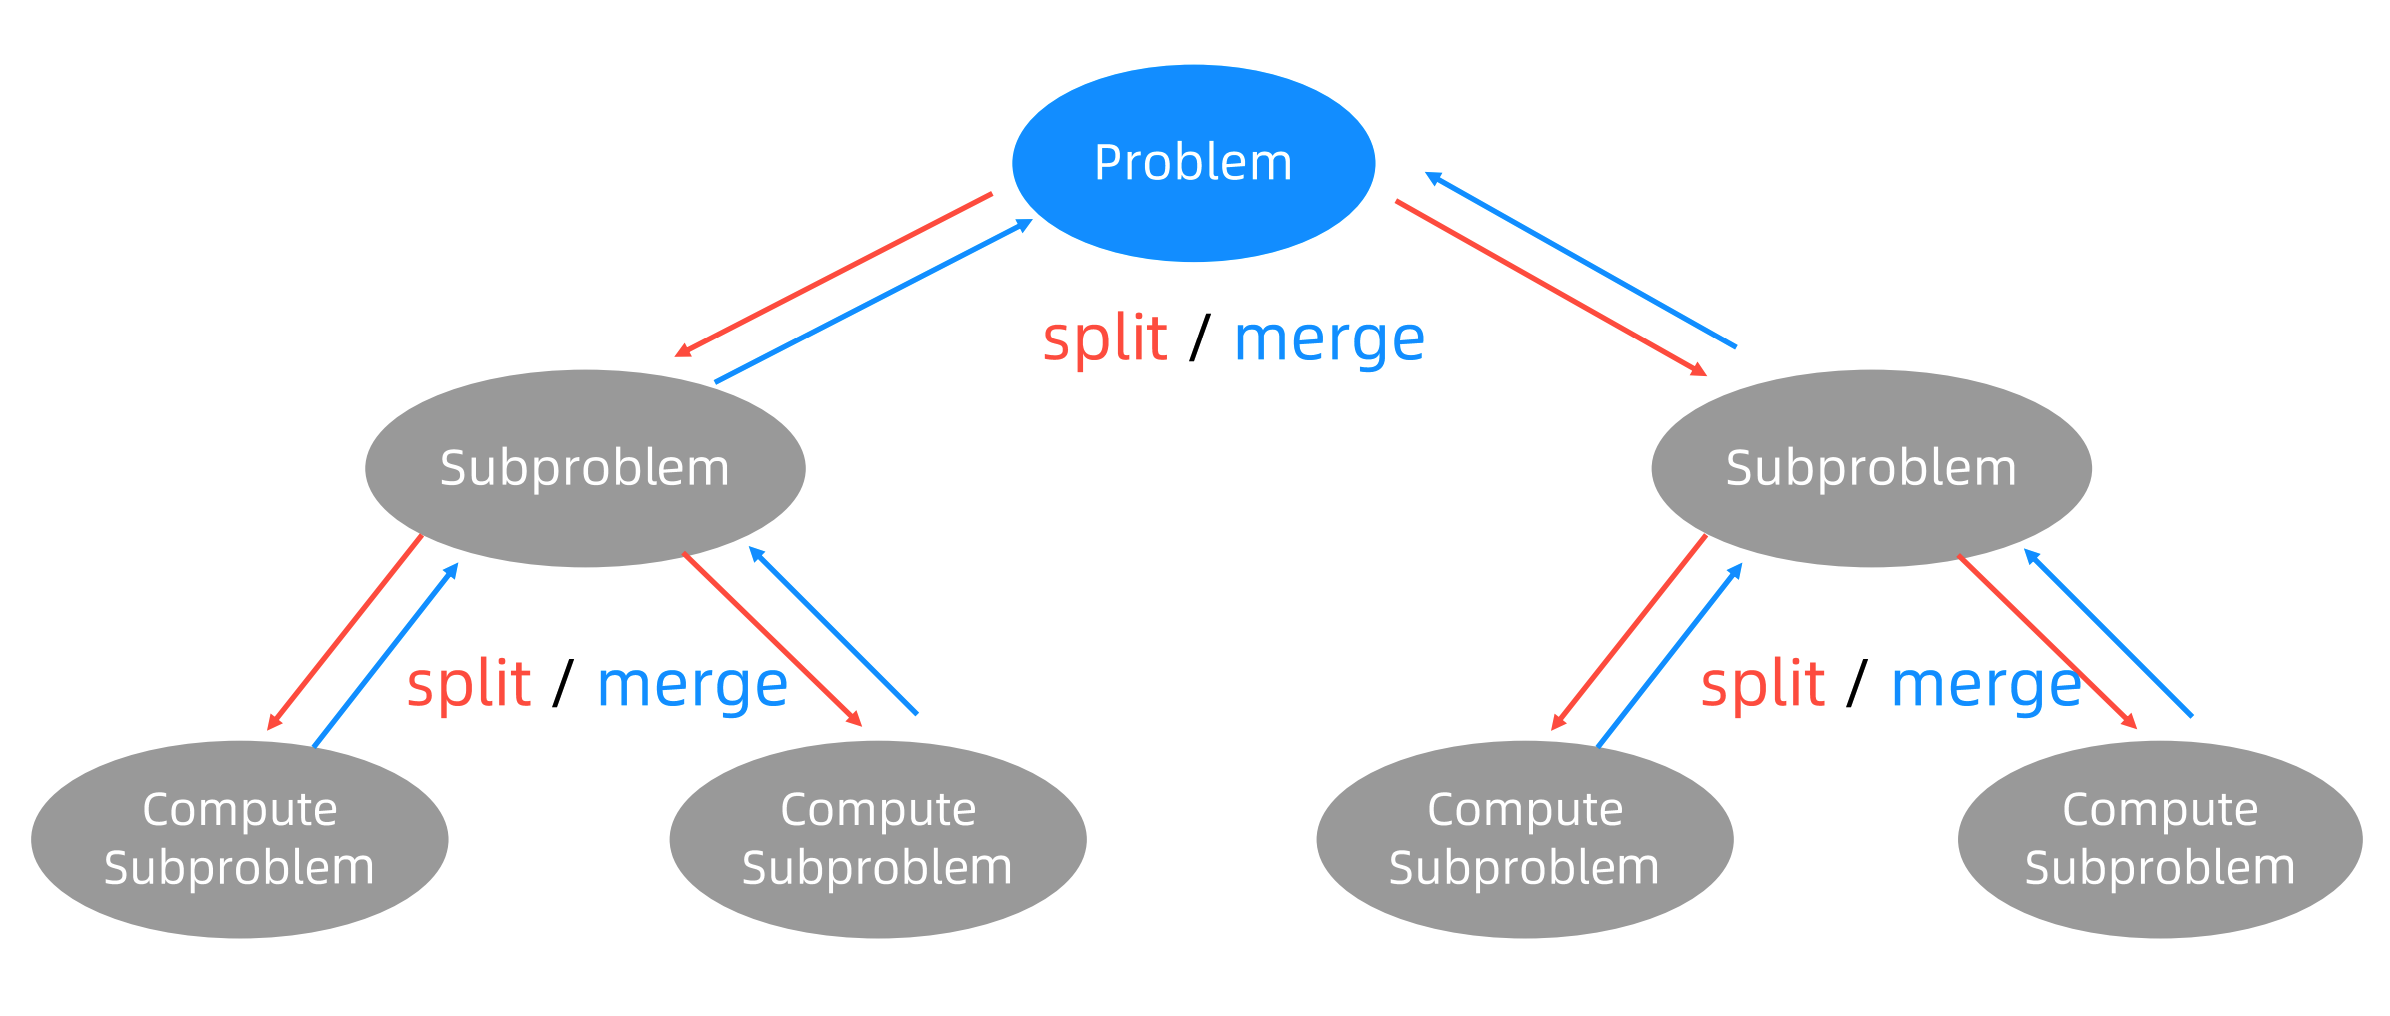 Problem
split / merge
Subproblem
Subproblem
split / merge
split / merge
Compute
Subproblem
Compute
Subproblem
Compute
Subproblem
Compute
Subproblem